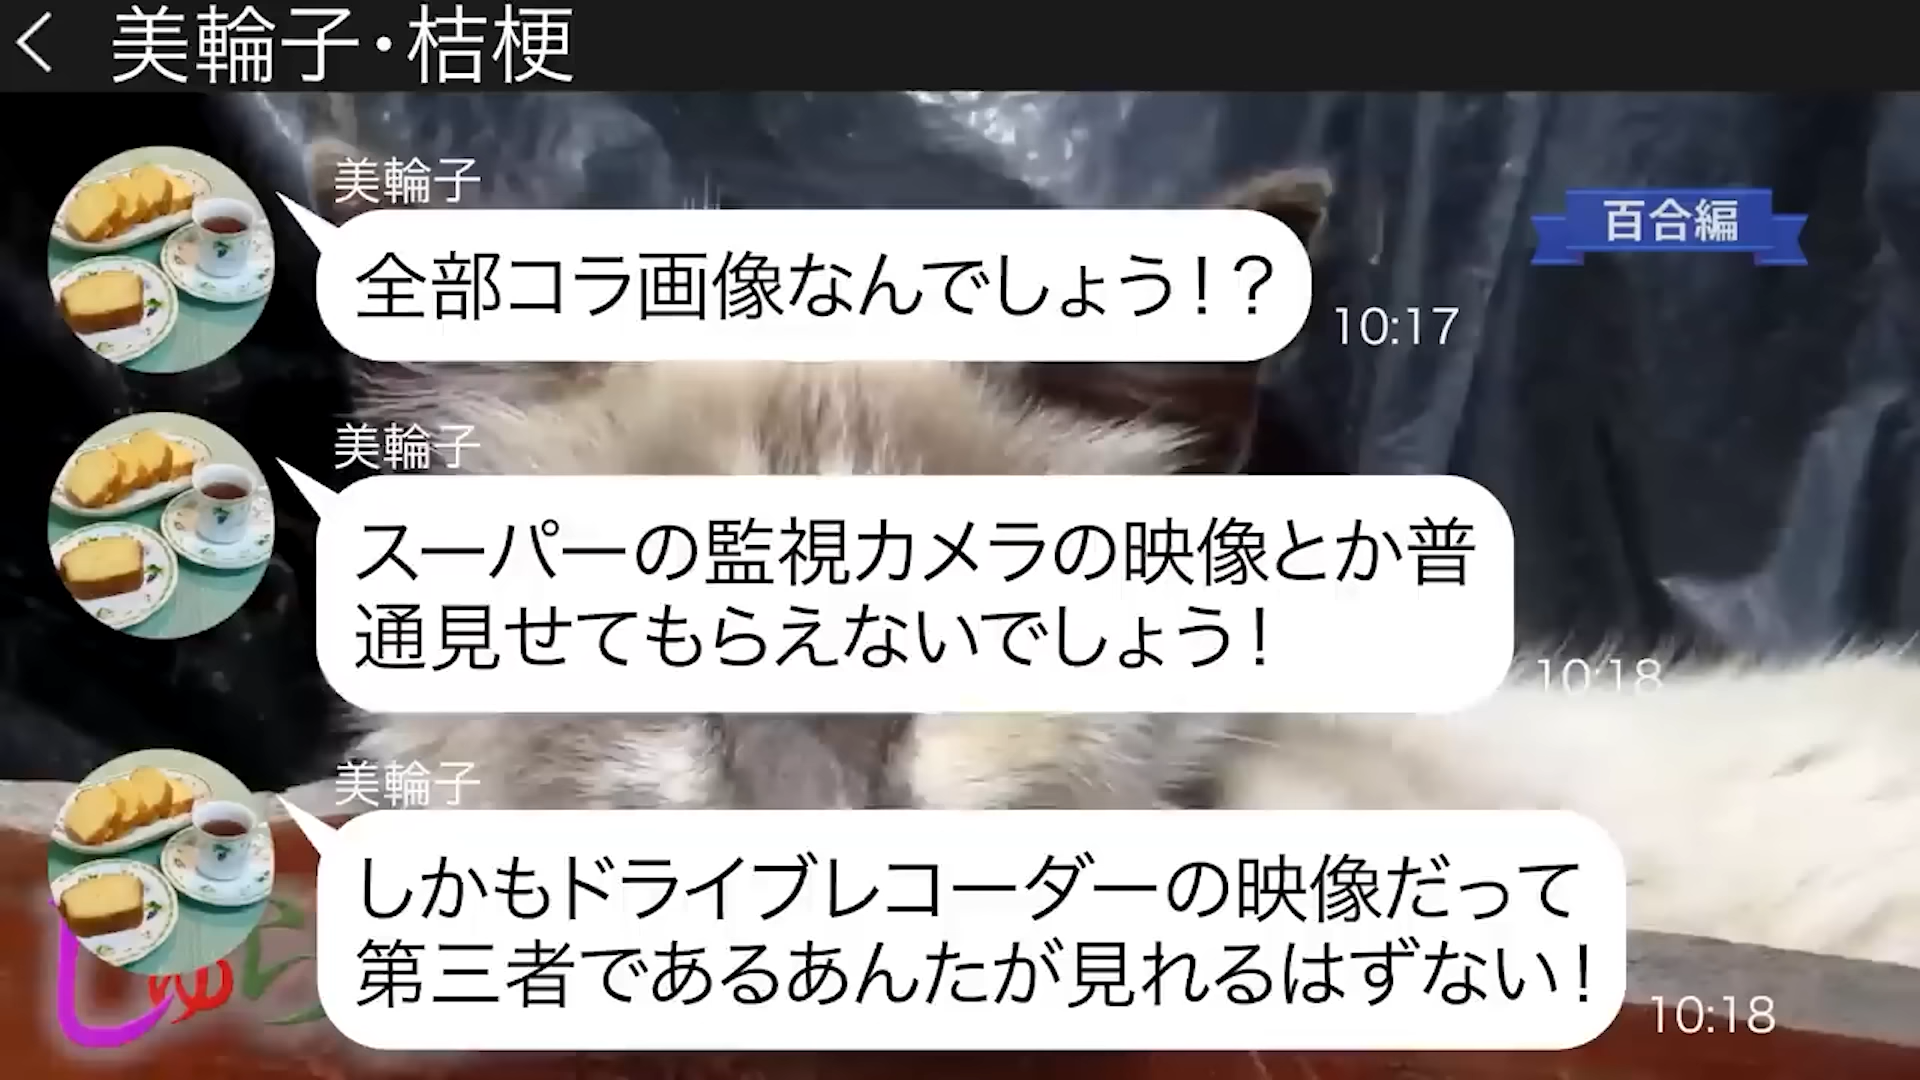 美輪子・桔梗
美輪子
百合編
全部コラ画像なんでしょう！？
10:17
美輪子
スーパーの監視カメラの映像とか普
通見せてもらえないでしょう！
10:18
美輪子
しかもドライブレコーダーの映像だって
第三者であるあんたが見れるはずない！
10:18